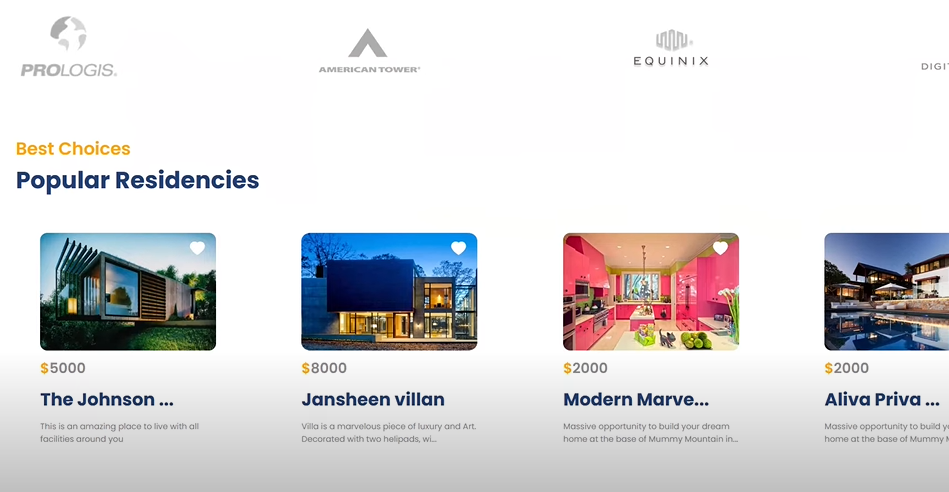 PROLOGIS.
AMERICAN TOWER®
EQUINIX
DIGIT
Best Choices
Popular Residencies
$5000
$8000
$2000
$2000
The Johnson ...
Jansheen villan
Modern Marve...
Aliva Priva ...
This is an amazing place to live with all
facilities around you
Villa is a marvelous piece of luxury and Art.
Decorated with two helipads, wi...
Massive opportunity to build your dream
home at the base of Mummy Mountain in...
Massive opportunity to build y
home at the base of Mummy M